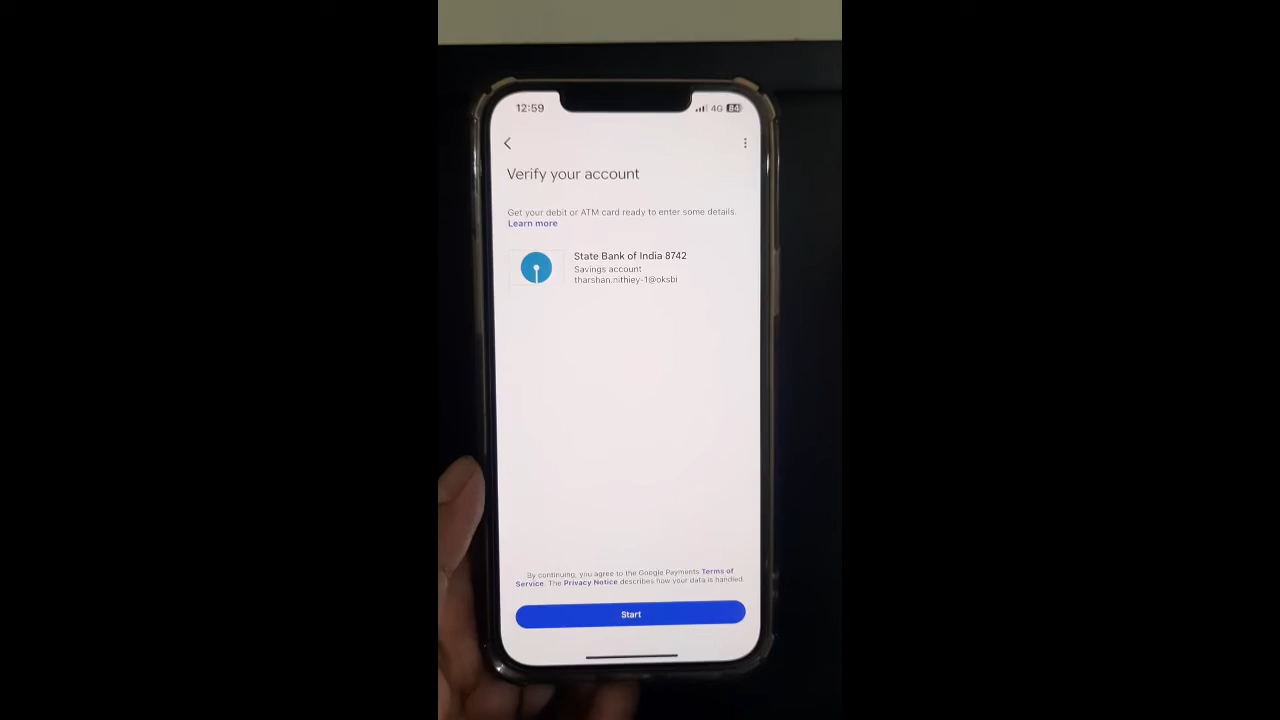 12:59
4G 84
Verify your account
Get your debit or ATM card ready to enter some details.
Learn more
State Bank of India 8742
Savings account
tharshan.nithiey-1@oksbi
By continuing, you agree to the Google Payments Terms of
Service. The Privacy Notice describes how your data is handled.
Start